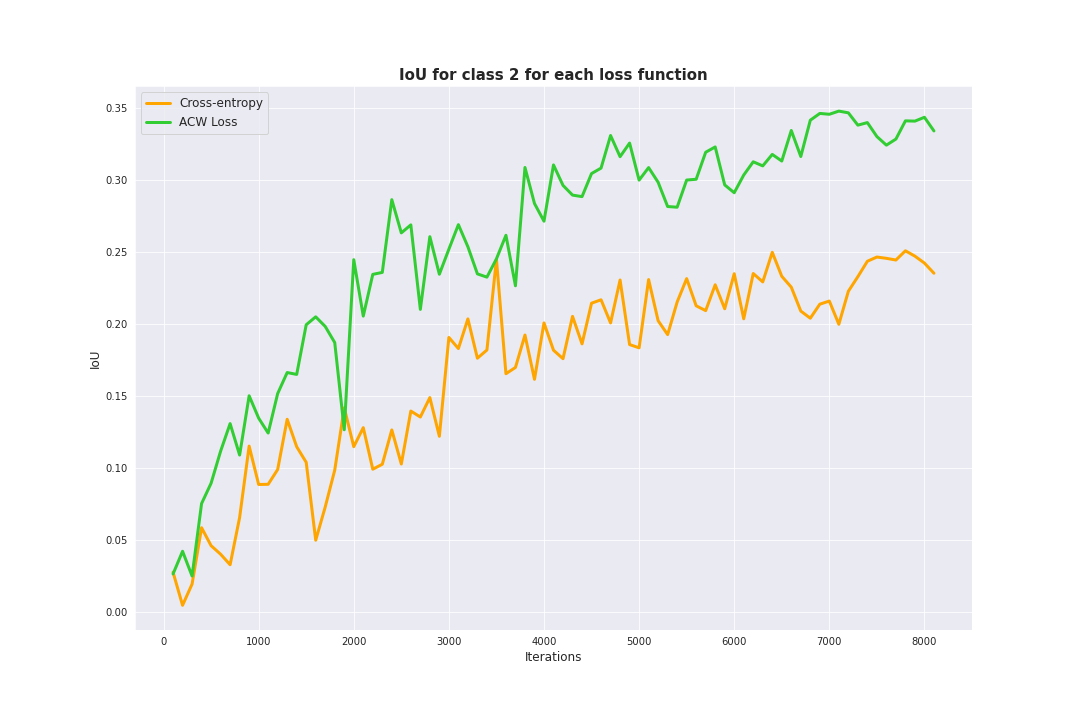 IoU for class 2 for each loss function
Cross-entropy
ACW Loss
0.35
0.30
0.25
0.20
0.15
0.10
0.05
0.00
IoU
0 1000 2000 3000 4000 5000 6000 7000 8000
Iterations